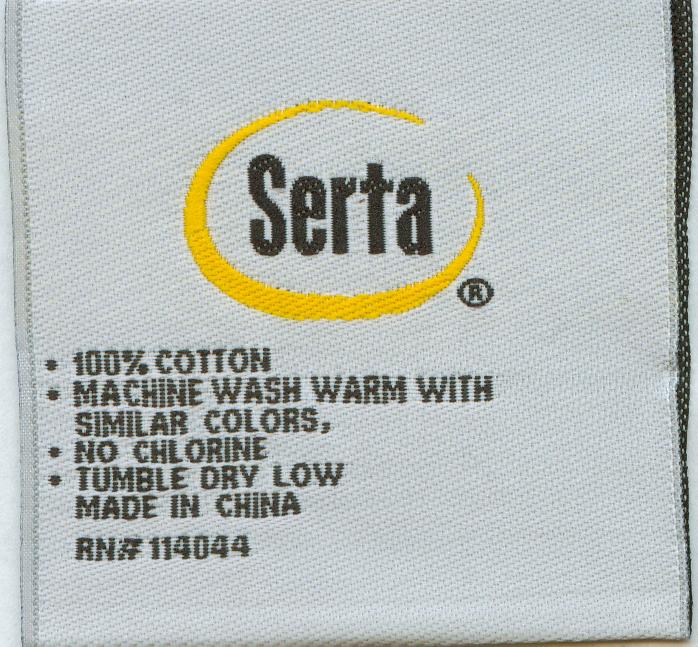 Serta®
• 100% COTTON
• MACHINE WASH WARM WITH
SIMILAR COLORS,
• NO CHLORINE
• TUMBLE DRY LOW
MADE IN CHINA
RN# 114044